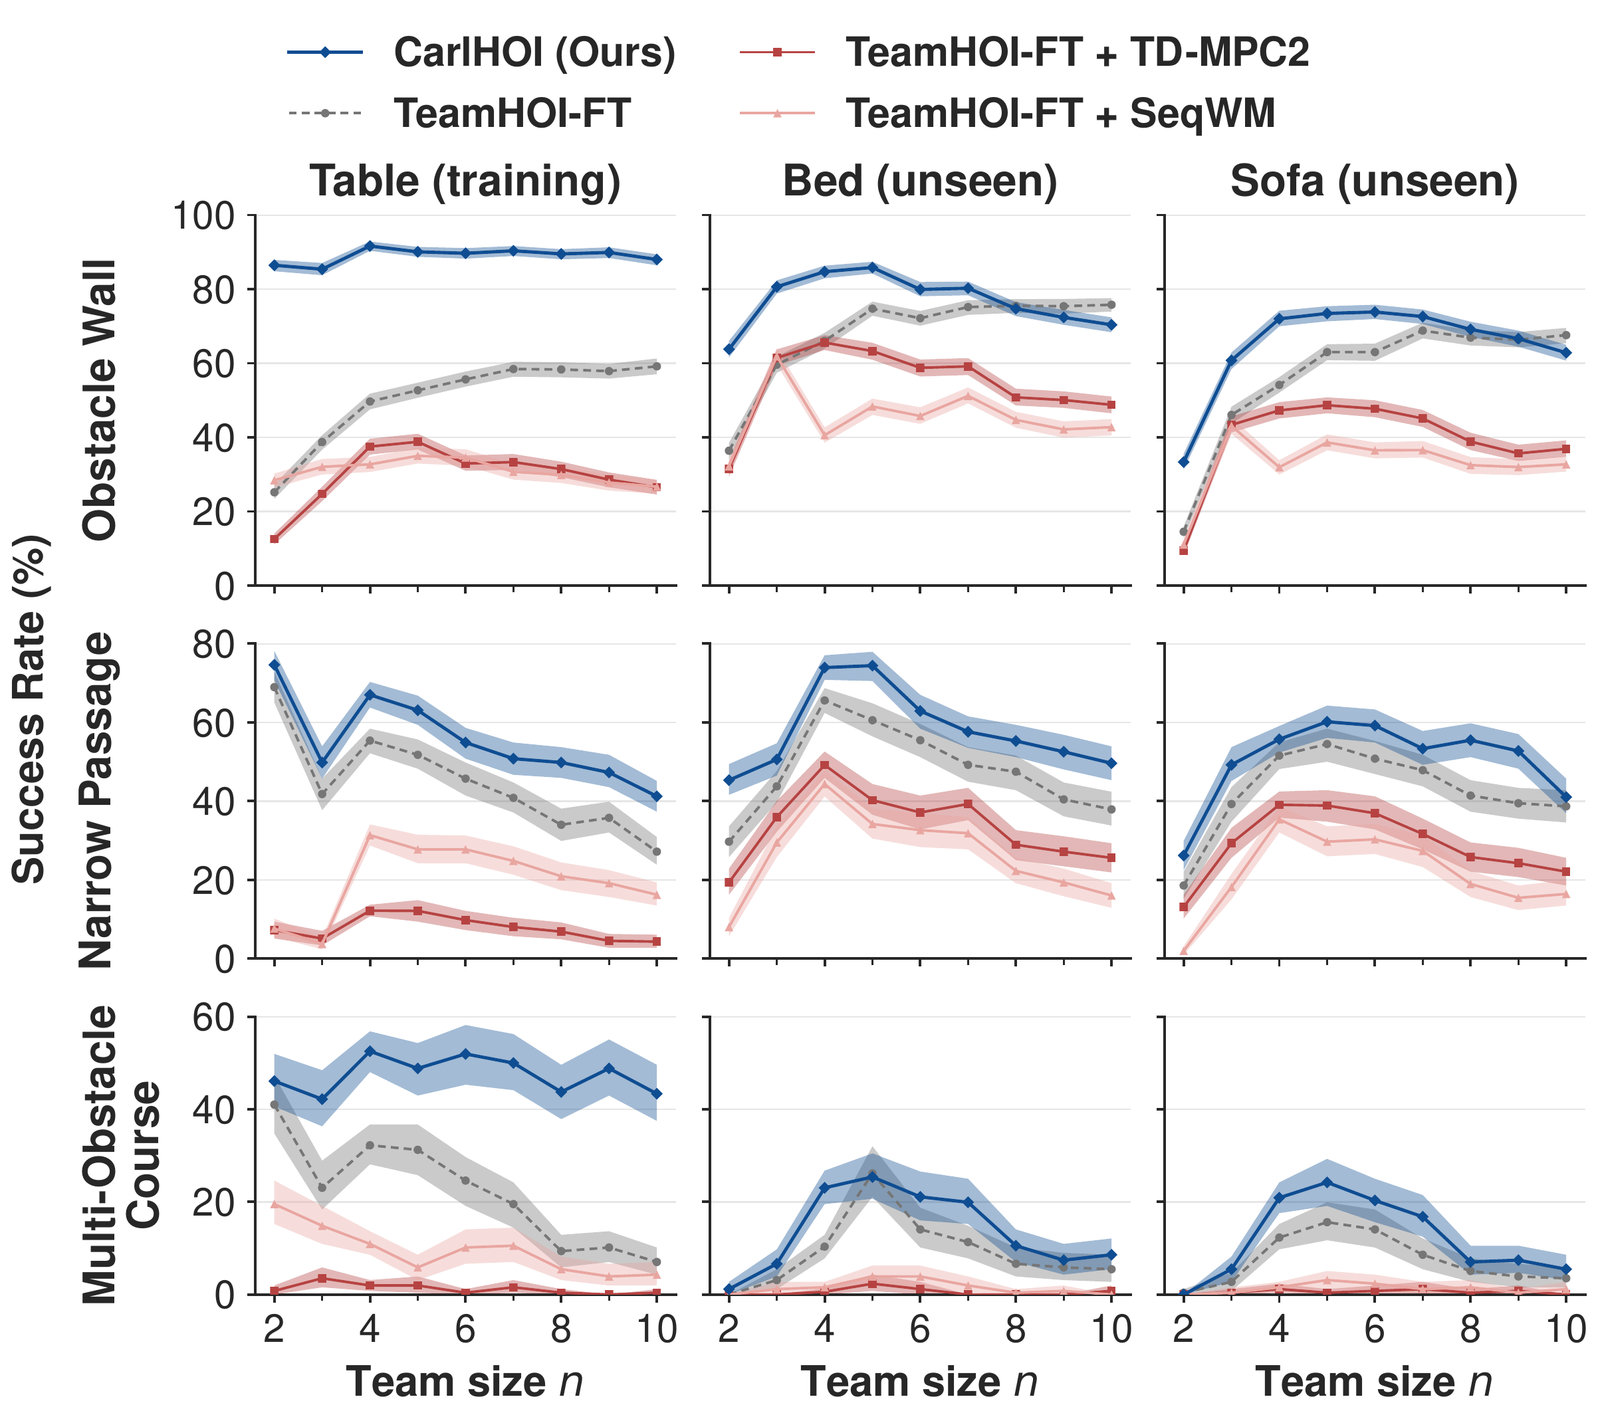 CarlHOI (Ours)
TeamHOI-FT + TD-MPC2
TeamHOI-FT
TeamHOI-FT + SeqWM
Table (training)
Bed (unseen)
Sofa (unseen)
Success Rate (%)
Obstacle Wall
100
80
60
40
20
0
Narrow Passage
80
60
40
20
0
Multi-Obstacle
Course
60
40
20
0
2 4 6 8 10
2 4 6 8 10
2 4 6 8 10
Team size n
Team size n
Team size n